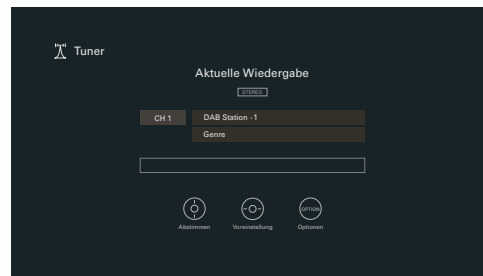 Tuner
Aktuelle Wiedergabe
STEREO
CH 1
DAB Station -1
Genre
OPTION
Abstimmen
Voreinstellung
Optionen